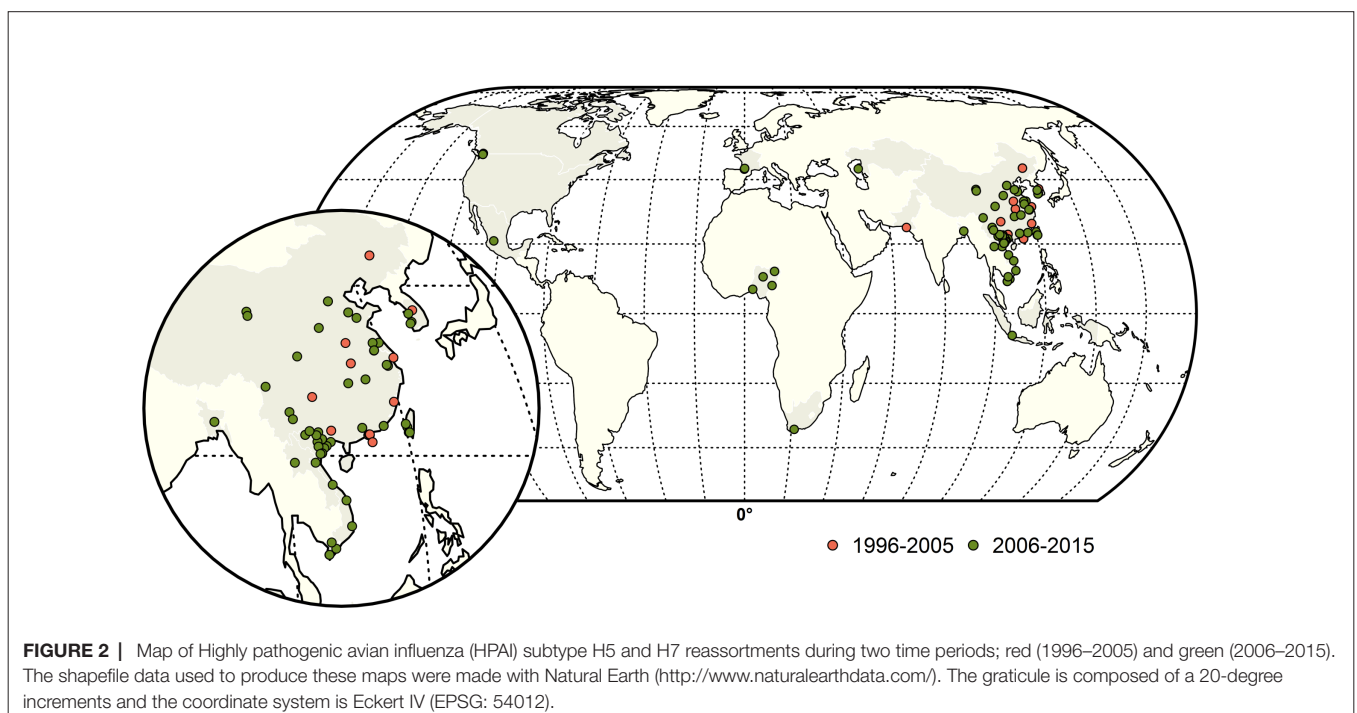 0°
1996-2005 2006-2015
FIGURE 2 | Map of Highly pathogenic avian influenza (HPAI) subtype H5 and H7 reassortments during two time periods; red (1996–2005) and green (2006–2015).
The shapefile data used to produce these maps were made with Natural Earth (http://www.naturalearthdata.com/). The graticule is composed of a 20-degree
increments and the coordinate system is Eckert IV (EPSG: 54012).